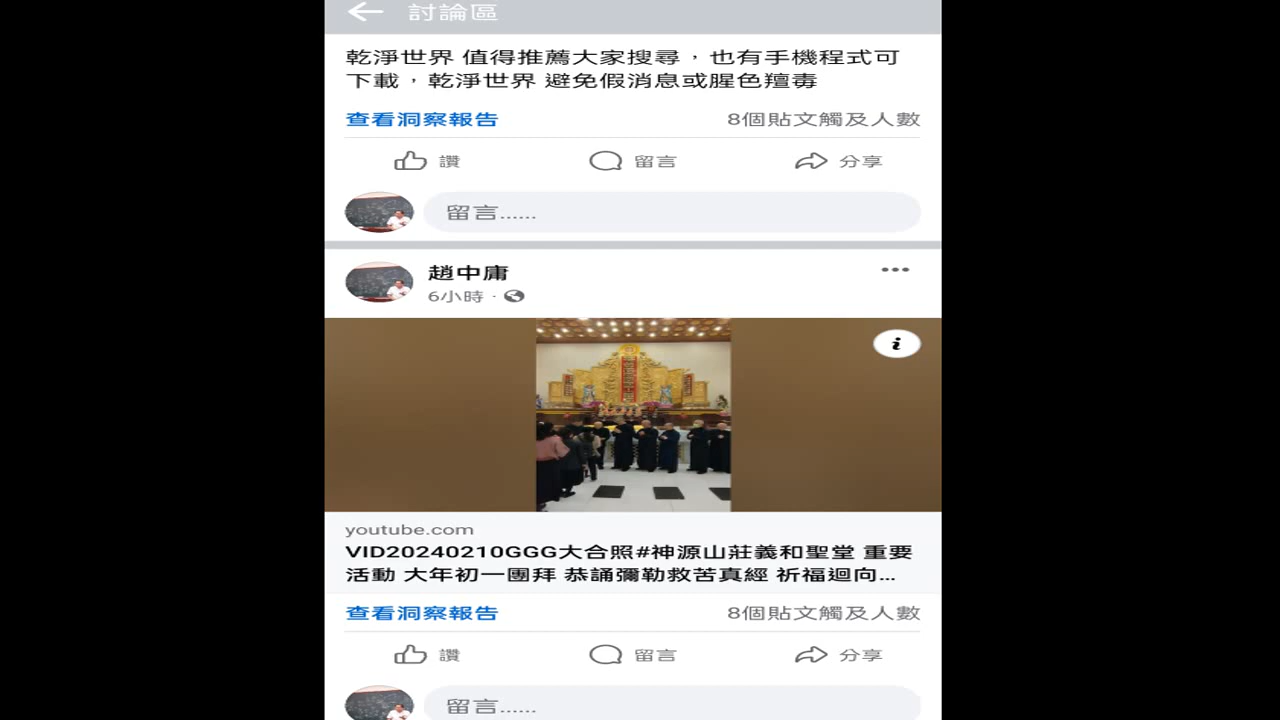 討論區
乾淨世界 值得推薦大家搜尋，也有手機程式可
下載，乾淨世界 避免假消息或腥色羶毒
查看洞察報告 8個貼文觸及人數
讚 留言 分享
留言......
趙中庸
6小時 ·
youtube.com
VID20240210GGG大合照#神源山莊義和聖堂 重要
活動 大年初一團拜 恭誦彌勒救苦真經 祈福迴向...
查看洞察報告 8個貼文觸及人數
讚 留言 分享
留言......